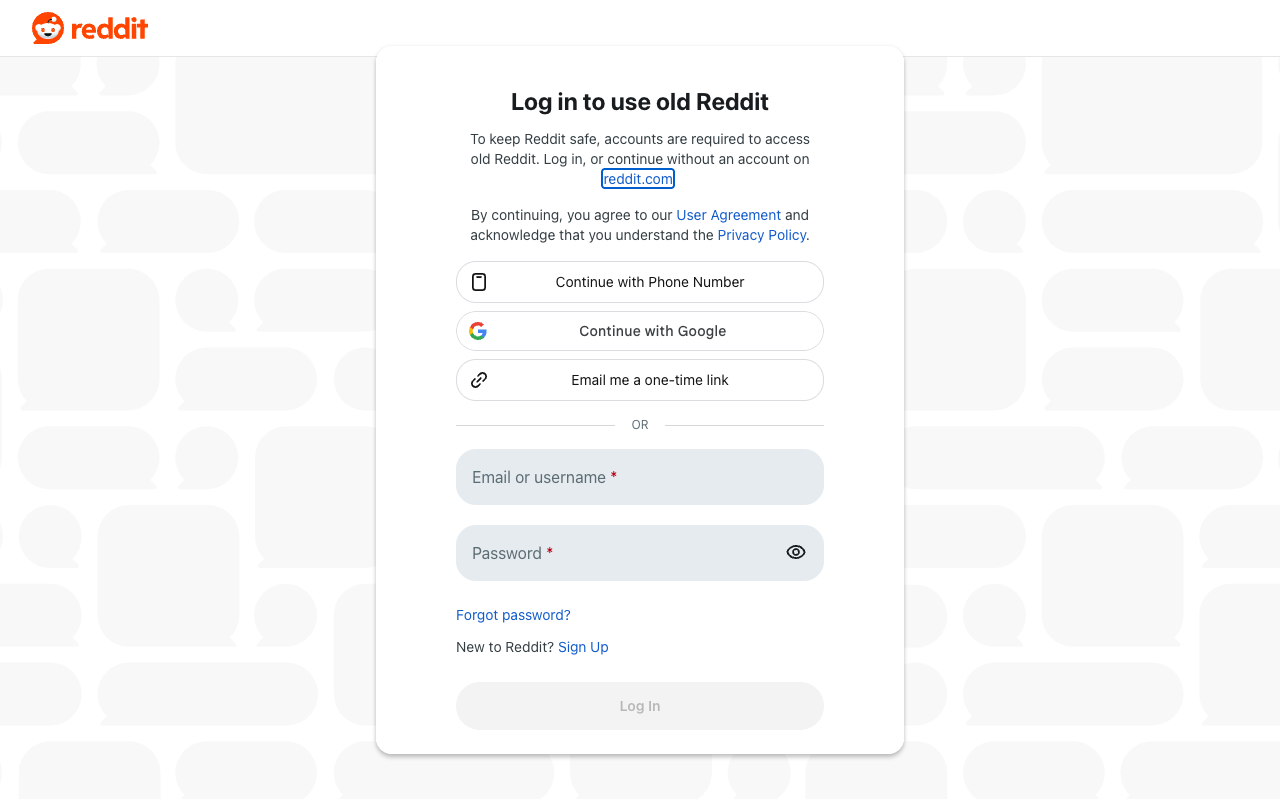 reddit
Log in to use old Reddit
To keep Reddit safe, accounts are required to access
old Reddit. Log in, or continue without an account on
reddit.com
By continuing, you agree to our User Agreement and
acknowledge that you understand the Privacy Policy.
Continue with Phone Number
Continue with Google
Email me a one-time link
OR
Email or username *
Password *
Forgot password?
New to Reddit? Sign Up
Log In